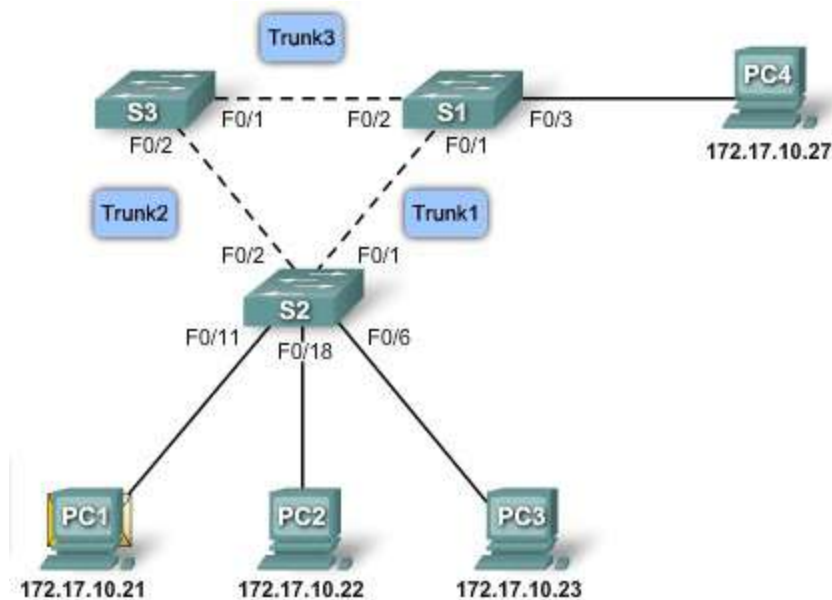 Trunk3
PC4
S3
F0/1
F0/2
S1
F0/3
F0/2
F0/1
172.17.10.27
Trunk2
Trunk1
F0/2
F0/1
S2
F0/11
F0/18
F0/6
PC1
PC2
PC3
172.17.10.21
172.17.10.22
172.17.10.23